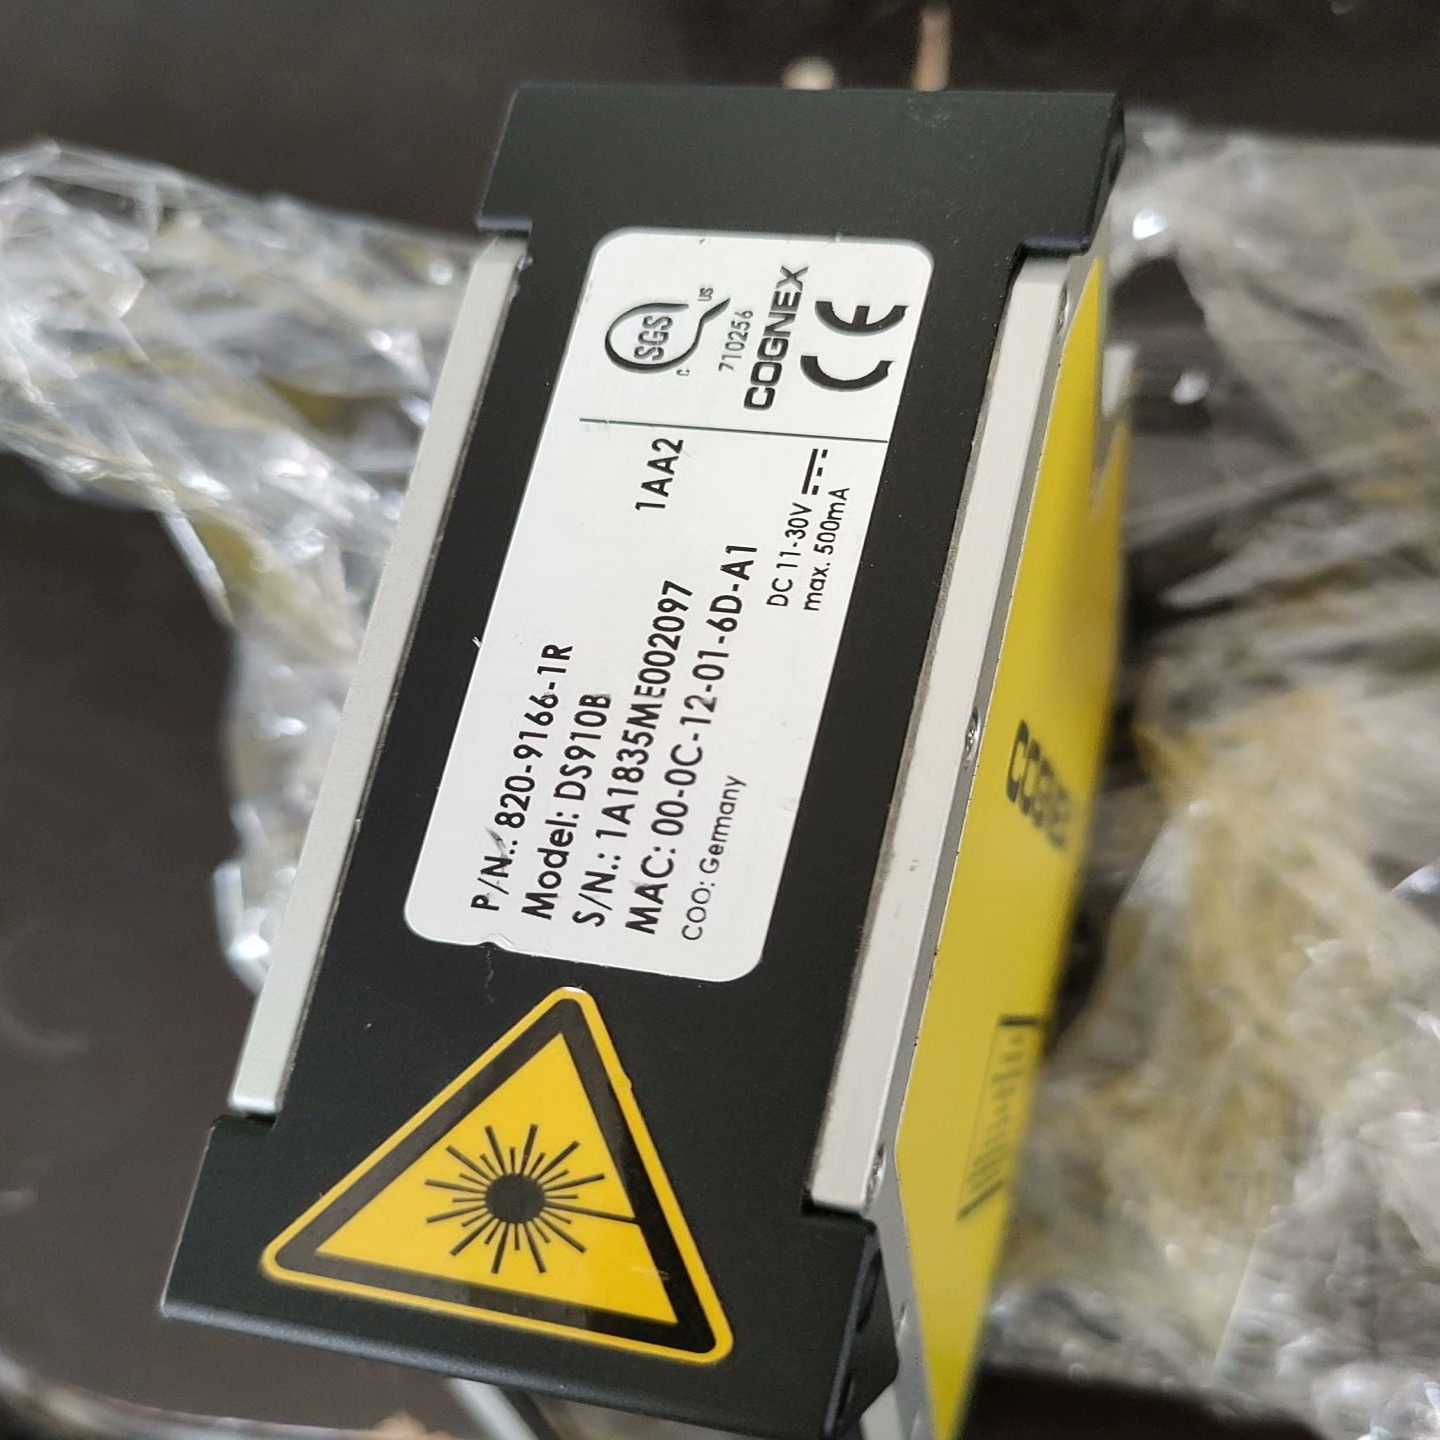 P/N.: 820-9166-1R
Model: DS910B
S/N.: 1A1835ME002097
1AA2
MAC: 00-0C-12-01-6D-A1
COO: Germany
DC 11-30V
max. 500mA
SGS
C US
710256
COGNEX
CE
COGNEX